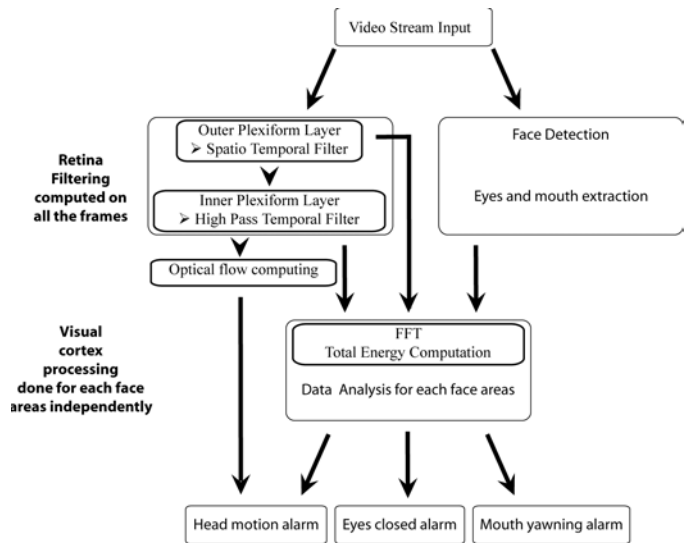 Video Stream Input
Outer Plexiform Layer
➢ Spatio Temporal Filter
Inner Plexiform Layer
➢ High Pass Temporal Filter
Face Detection
Eyes and mouth extraction
Retina
Filtering
computed on
all the frames
Optical flow computing
Visual
cortex
processing
done for each face
areas independently
FFT
Total Energy Computation
Data Analysis for each face areas
Head motion alarm
Eyes closed alarm
Mouth yawning alarm